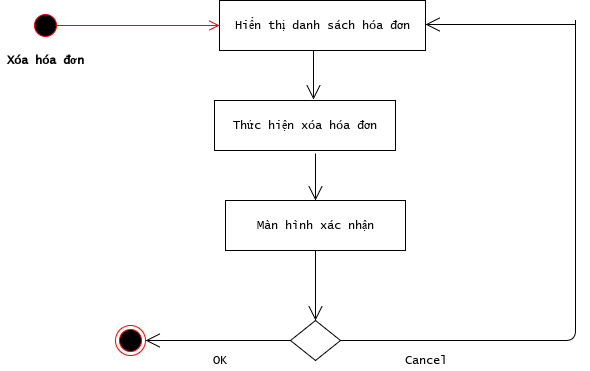 Hiển thị danh sách hóa đơn
Xóa hóa đơn
Thức hiện xóa hóa đơn
Màn hình xác nhận
OK
Cancel